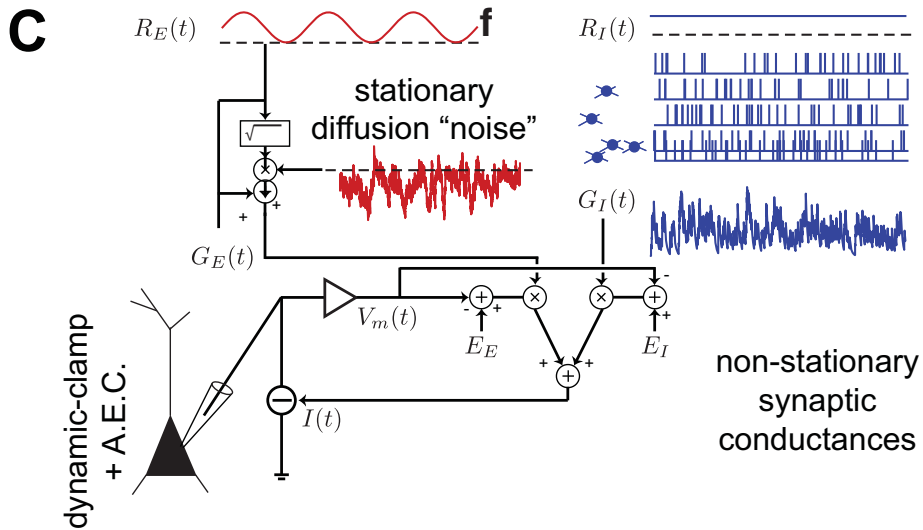 C
R_E(t)
f
R_I(t)
stationary
diffusion “noise”
√
×
+
+
G_E(t)
G_I(t)
V_m(t)
-
+
+
×
×
+
-
+
E_E
E_I
+
+
+
I(t)
−
dynamic-clamp
+ A.E.C.
non-stationary
synaptic
conductances